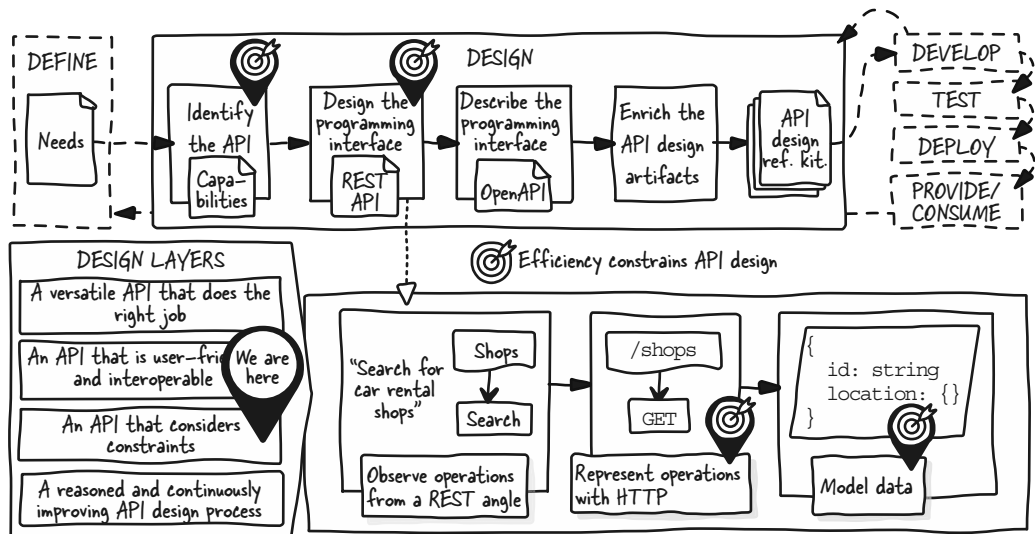 DEFINE
Needs
DESIGN
Identify
the API
Capa-
bilities
Design the
programming
interface
REST
API
Describe the
programming
interface
OpenAPI
Enrich the
API design
artifacts
API
design
ref. kit.
DEVELOP
TEST
DEPLOY
PROVIDE/
CONSUME
DESIGN LAYERS
A versatile API that does the
right job
An API that is user-frie
and interoperable
An API that considers
constraints
A reasoned and continuously
improving API design process
We are
here
Efficiency constrains API design
"Search for
car rental
shops"
Shops
Search
Observe operations
from a REST angle
/shops
GET
Represent operations
with HTTP
{
id: string
location: {}
}
Model data